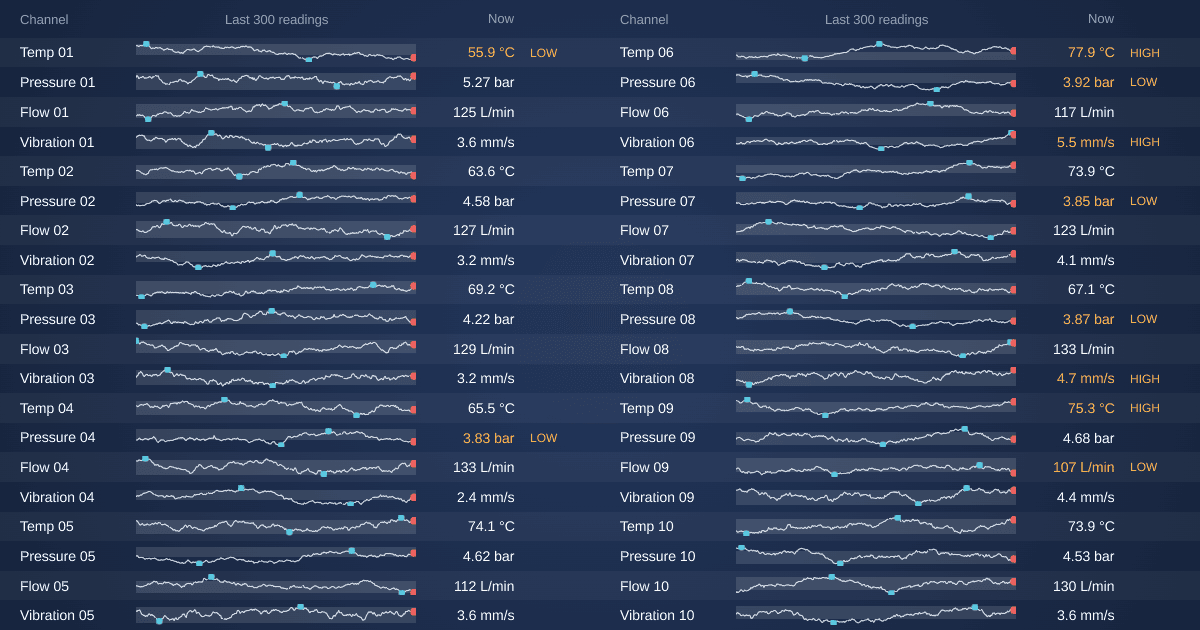 Channel Last 300 readings Now Channel Last 300 readings Now
Temp 01 55.9 °C LOW Temp 06 77.9 °C HIGH
Pressure 01 5.27 bar Pressure 06 3.92 bar LOW
Flow 01 125 L/min Flow 06 117 L/min
Vibration 01 3.6 mm/s Vibration 06 5.5 mm/s HIGH
Temp 02 63.6 °C Temp 07 73.9 °C
Pressure 02 4.58 bar Pressure 07 3.85 bar LOW
Flow 02 127 L/min Flow 07 123 L/min
Vibration 02 3.2 mm/s Vibration 07 4.1 mm/s
Temp 03 69.2 °C Temp 08 67.1 °C
Pressure 03 4.22 bar Pressure 08 3.87 bar LOW
Flow 03 129 L/min Flow 08 133 L/min
Vibration 03 3.2 mm/s Vibration 08 4.7 mm/s HIGH
Temp 04 65.5 °C Temp 09 75.3 °C HIGH
Pressure 04 3.83 bar LOW Pressure 09 4.68 bar
Flow 04 133 L/min Flow 09 107 L/min LOW
Vibration 04 2.4 mm/s Vibration 09 4.4 mm/s
Temp 05 74.1 °C Temp 10 73.9 °C
Pressure 05 4.62 bar Pressure 10 4.53 bar
Flow 05 112 L/min Flow 10 130 L/min
Vibration 05 3.6 mm/s Vibration 10 3.6 mm/s